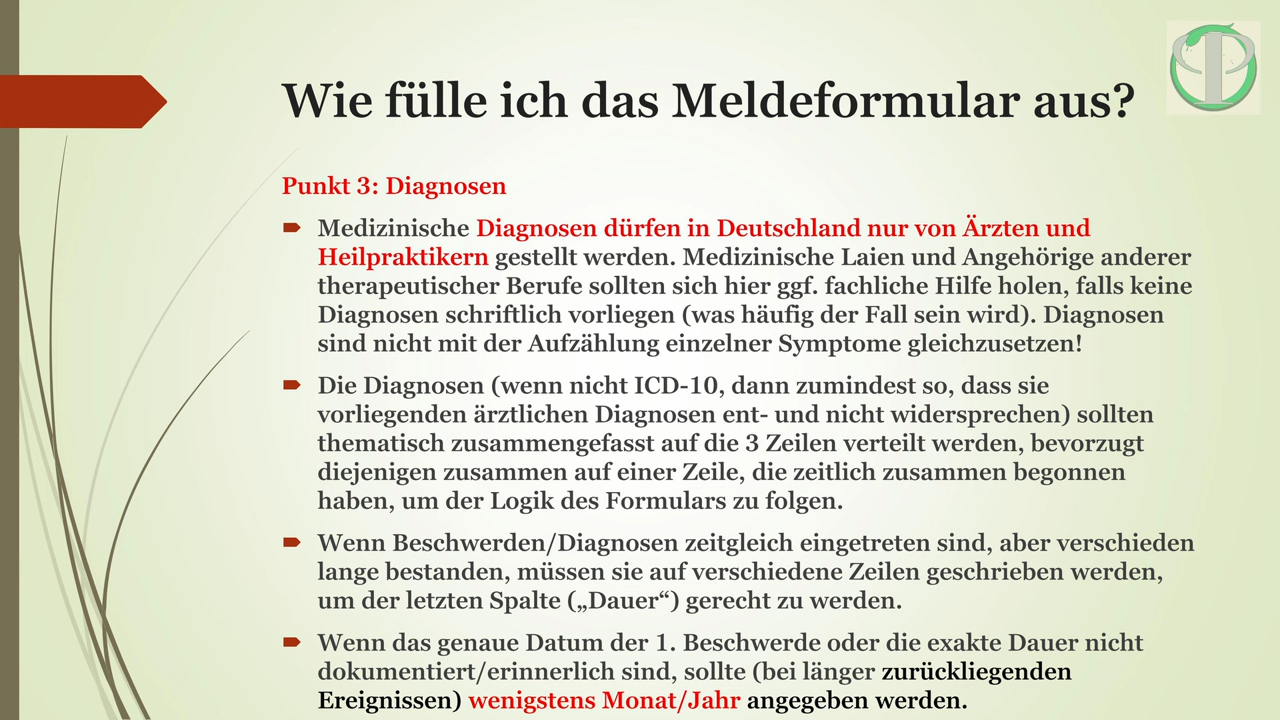 Wie fülle ich das Meldeformular aus?
Punkt 3: Diagnosen
Medizinische Diagnosen dürfen in Deutschland nur von Ärzten und
Heilpraktikern gestellt werden. Medizinische Laien und Angehörige anderer
therapeutischer Berufe sollten sich hier ggf. fachliche Hilfe holen, falls keine
Diagnosen schriftlich vorliegen (was häufig der Fall sein wird). Diagnosen
sind nicht mit der Aufzählung einzelner Symptome gleichzusetzen!
Die Diagnosen (wenn nicht ICD-10, dann zumindest so, dass sie
vorliegenden ärztlichen Diagnosen ent- und nicht widersprechen) sollten
thematisch zusammengefasst auf die 3 Zeilen verteilt werden, bevorzugt
diejenigen zusammen auf einer Zeile, die zeitlich zusammen begonnen
haben, um der Logik des Formulars zu folgen.
Wenn Beschwerden/Diagnosen zeitgleich eingetreten sind, aber verschieden
lange bestanden, müssen sie auf verschiedene Zeilen geschrieben werden,
um der letzten Spalte („Dauer“) gerecht zu werden.
Wenn das genaue Datum der 1. Beschwerde oder die exakte Dauer nicht
dokumentiert/erinnerlich sind, sollte (bei länger zurückliegenden
Ereignissen) wenigstens Monat/Jahr angegeben werden.